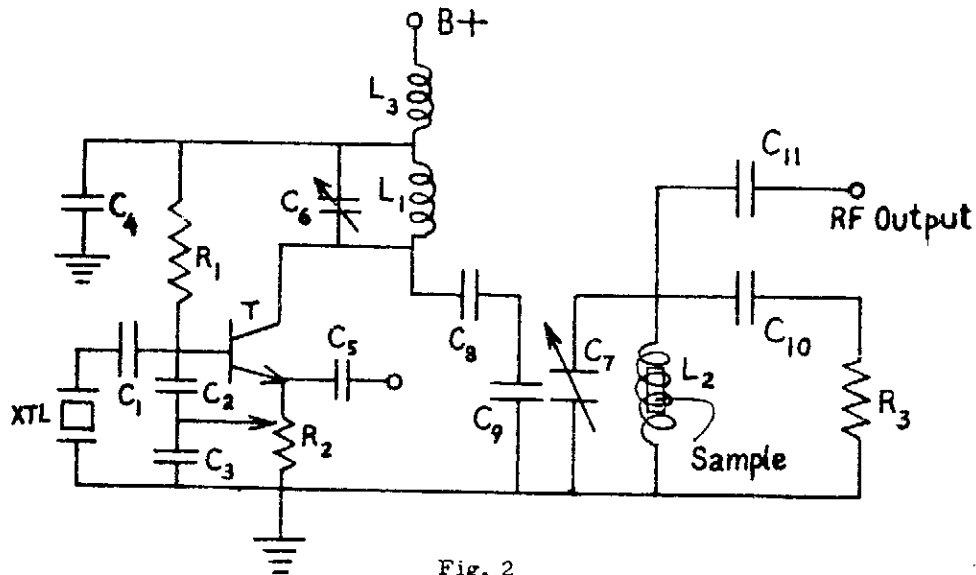 B+
L3
C11
L1
C6
C4
RF Output
R1
T
C8
C10
C5
C7
L2
C1
C2
XTL
R3
C9
R2
C3
Sample
Fig. 2